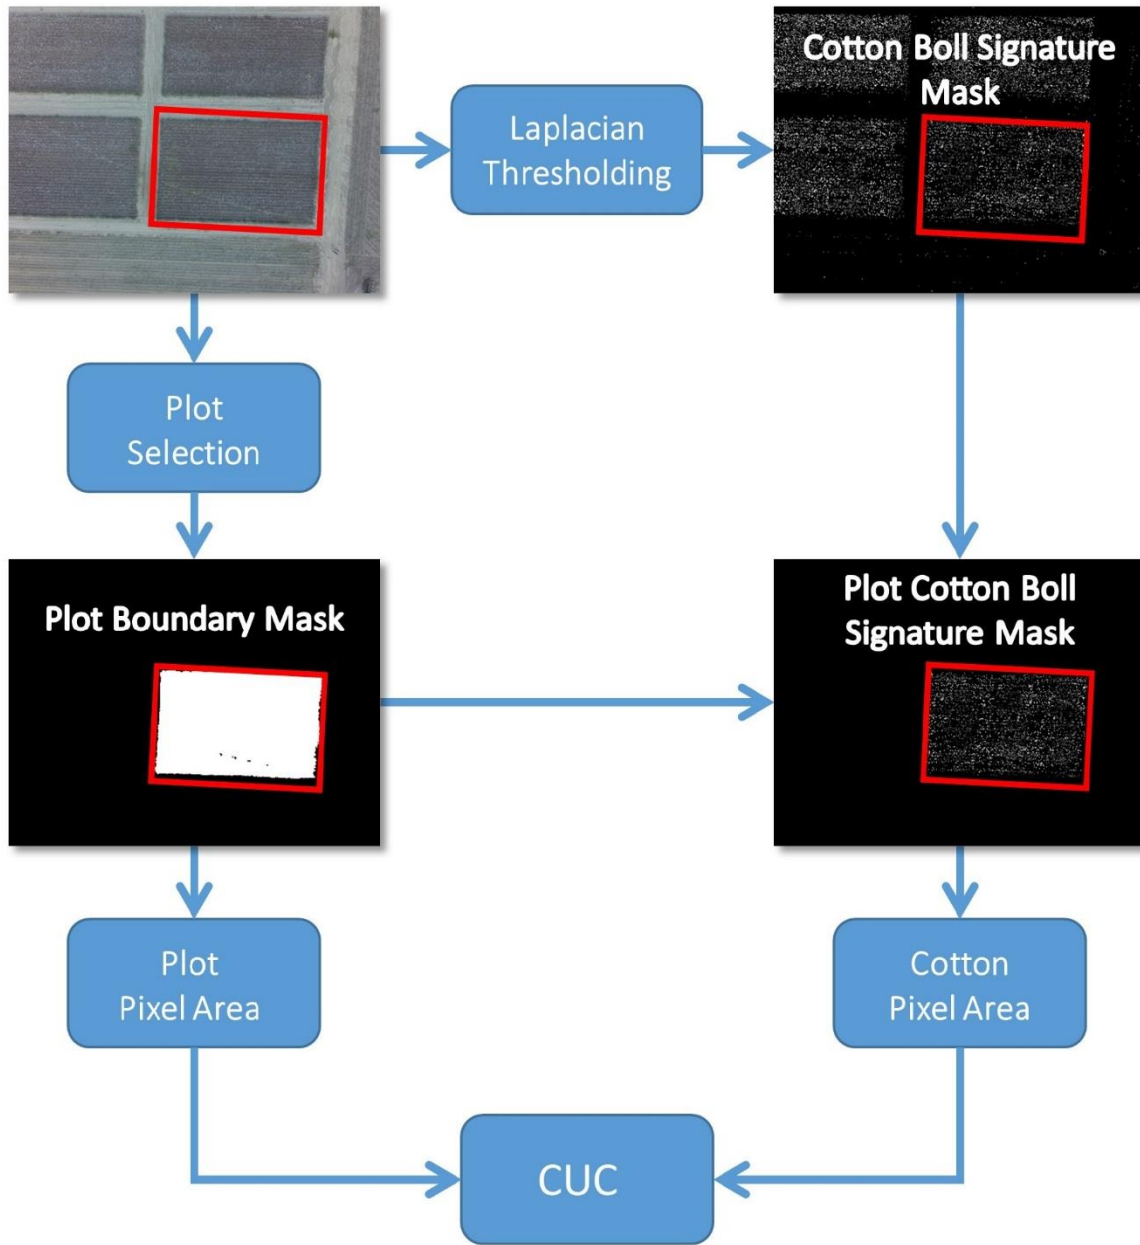 Cotton Boll Signature
Mask
Laplacian
Thresholding
Plot
Selection
Plot Boundary Mask
Plot Cotton Boll
Signature Mask
Plot
Pixel Area
Cotton
Pixel Area
CUC